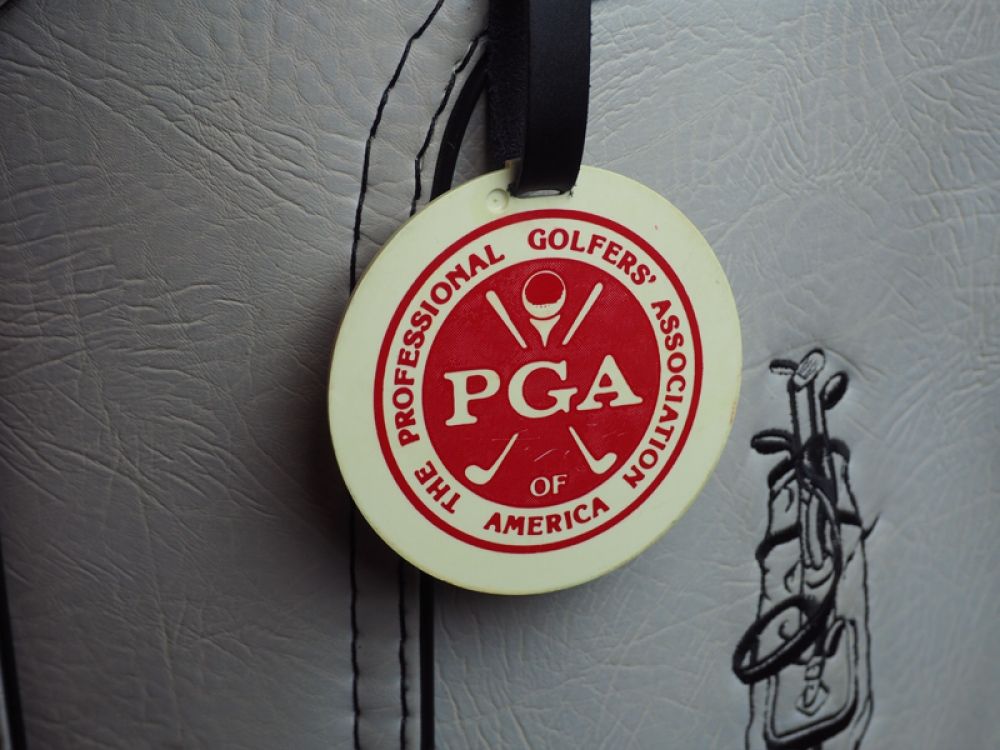 THE PROFESSIONAL GOLFERS' ASSOCIATION
PGA
OF
AMERICA